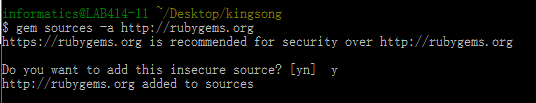 informatics@LAB414-11 ~/Desktop/kingsong
$ gem sources -a http://rubygems.org
https://rubygems.org is recommended for security over http://rubygems.org
Do you want to add this insecure source? [yn]  y
http://rubygems.org added to sources